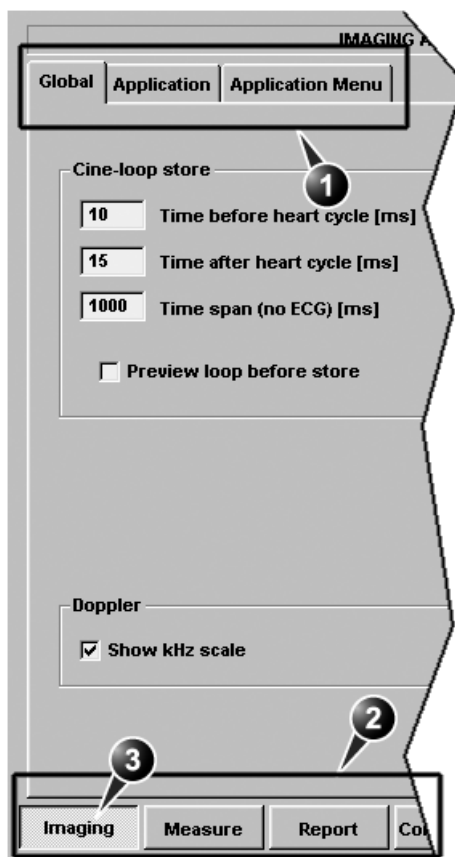 IMAGING
Global Application Application Menu
1
Cine-loop store
10 Time before heart cycle [ms]
15 Time after heart cycle [ms]
1000 Time span (no ECG) [ms]
Preview loop before store
Doppler
Show kHz scale
2
3
Imaging Measure Report